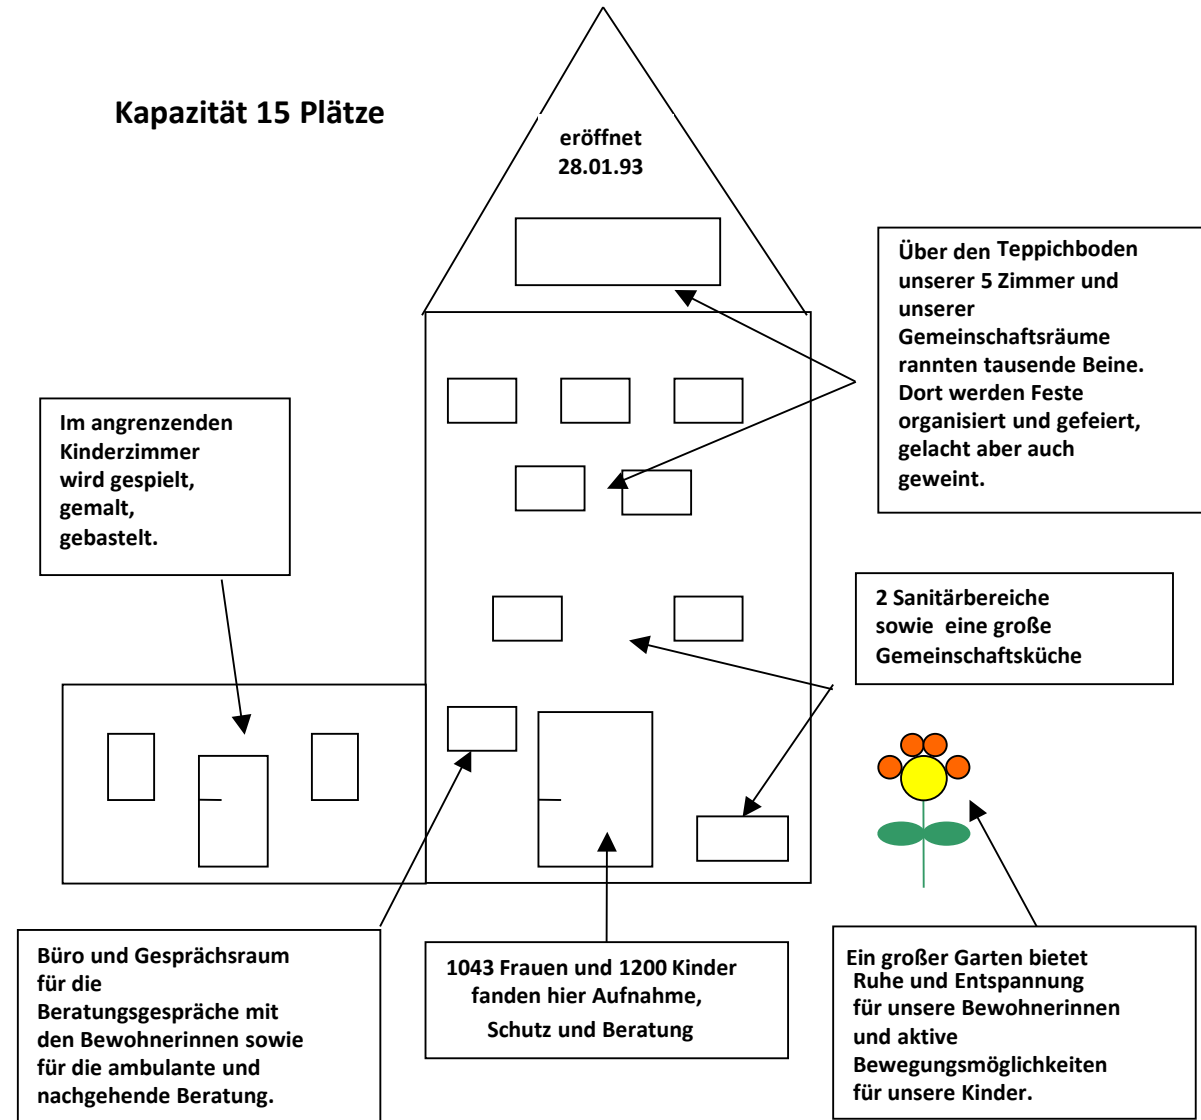 Kapazität 15 Plätze
eröffnet
28.01.93
Über den Teppichboden
unserer 5 Zimmer und
unserer
Gemeinschaftsräume
rannten tausende Beine.
Dort werden Feste
organisiert und gefeiert,
gelacht aber auch
geweint.
Im angrenzenden
Kinderzimmer
wird gespielt,
gemalt,
gebastelt.
2 Sanitärbereiche
sowie eine große
Gemeinschaftsküche
Büro und Gesprächsraum
für die
Beratungsgespräche mit
den Bewohnerinnen sowie
für die ambulante und
nachgehende Beratung.
1043 Frauen und 1200 Kinder
fanden hier Aufnahme,
Schutz und Beratung
Ein großer Garten bietet
Ruhe und Entspannung
für unsere Bewohnerinnen
und aktive
Bewegungsmöglichkeiten
für unsere Kinder.